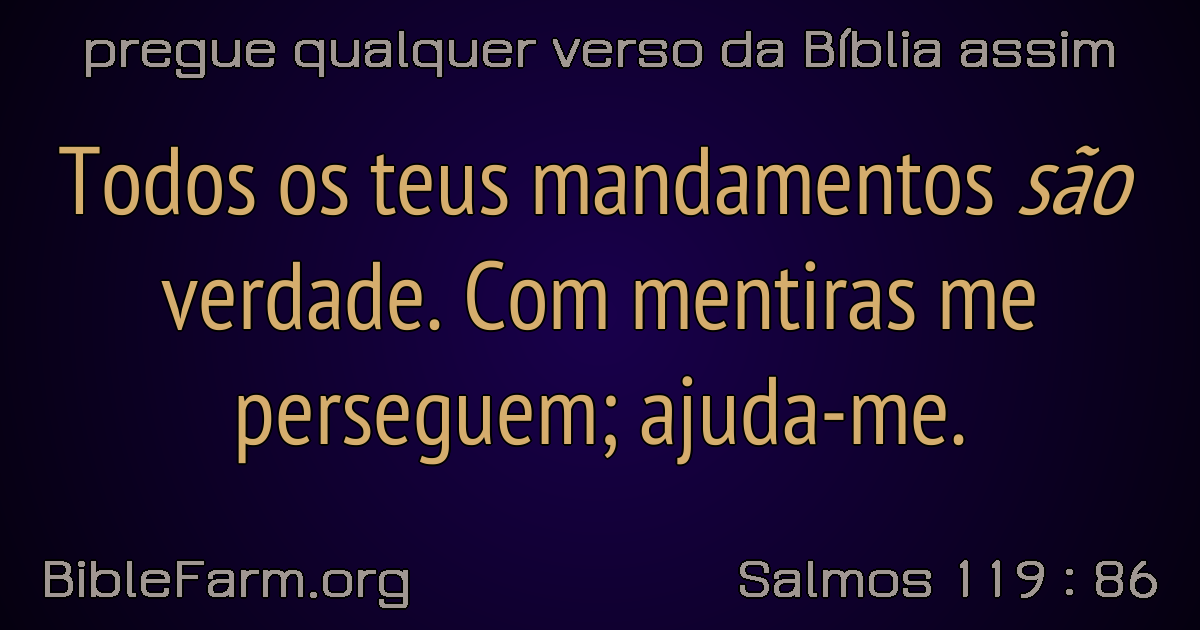 pregue qualquer verso da Bíblia assim
Todos os teus mandamentos são
verdade. Com mentiras me
perseguem; ajuda-me.
BibleFarm.org
Salmos 119 : 86